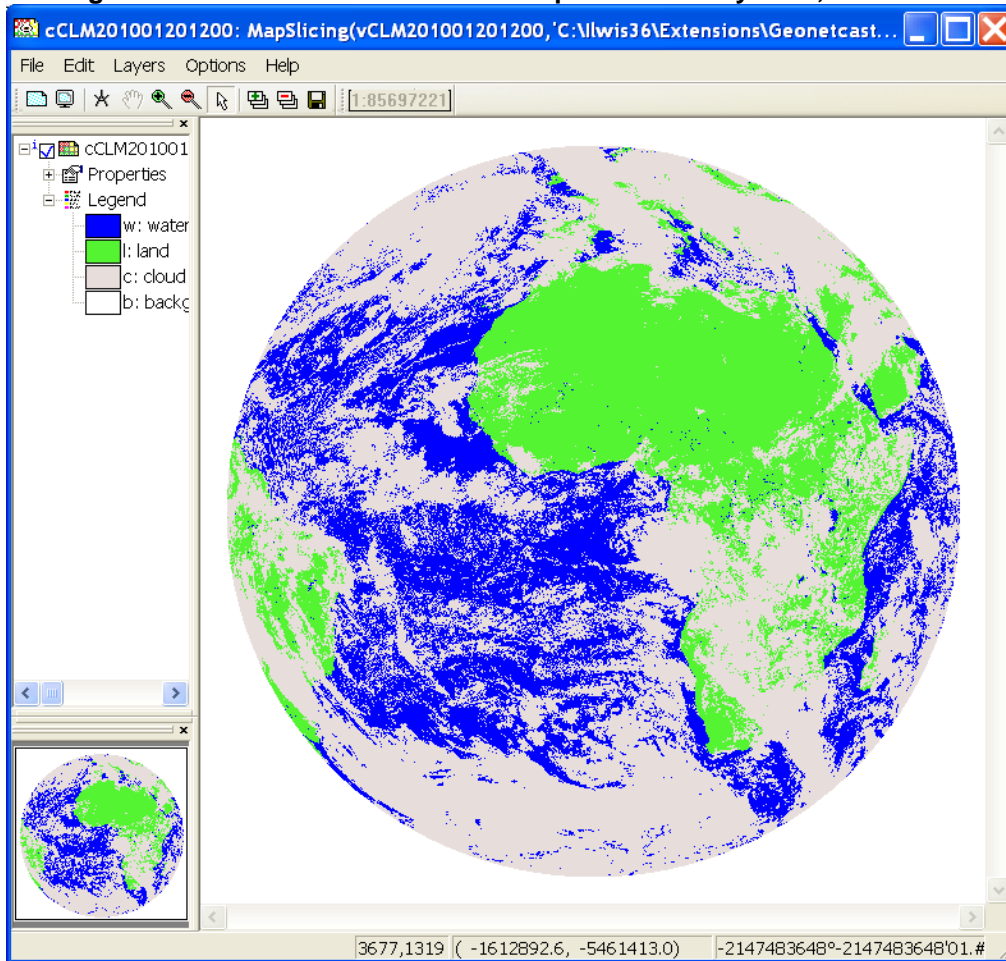 cCLM201001201200: MapSlicing(vCLM201001201200,'C:\Ilwis36\Extensions\Geonetcast...
File Edit Layers Options Help
[1:85697221]
cCLM201001
Properties
Legend
w: water
l: land
c: cloud
b: backg
3677,1319 ( -1612892.6, -5461413.0) -2147483648°-2147483648'01.#